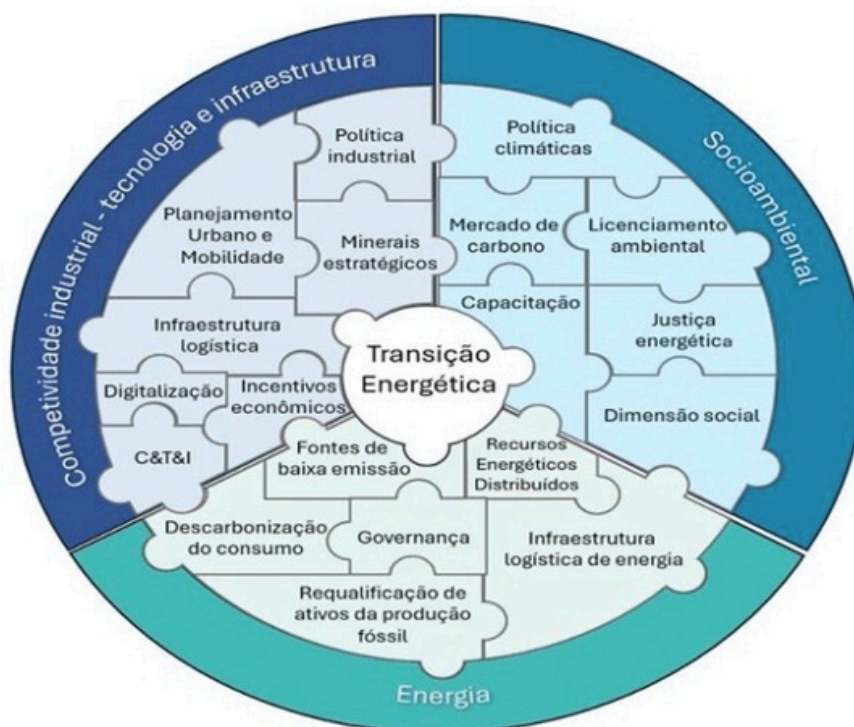 Competividade industrial - tecnologia e infraestrutura
Política
industrial
Planejamento
Urbano e
Mobilidade
Minerais
estratégicos
Infraestrutura
logística
Digitalização
Incentivos
econômicos
C&T&I
Socioambiental
Política
climáticas
Mercado de
carbono
Licenciamento
ambiental
Capacitação
Justiça
energética
Dimensão social
Transição
Energética
Fontes de
baixa emissão
Recursos
Energéticos
Distribuídos
Descarbonização
do consumo
Governança
Infraestrutura
logística de energia
Requalificação de
ativos da produção
fóssil
Energia